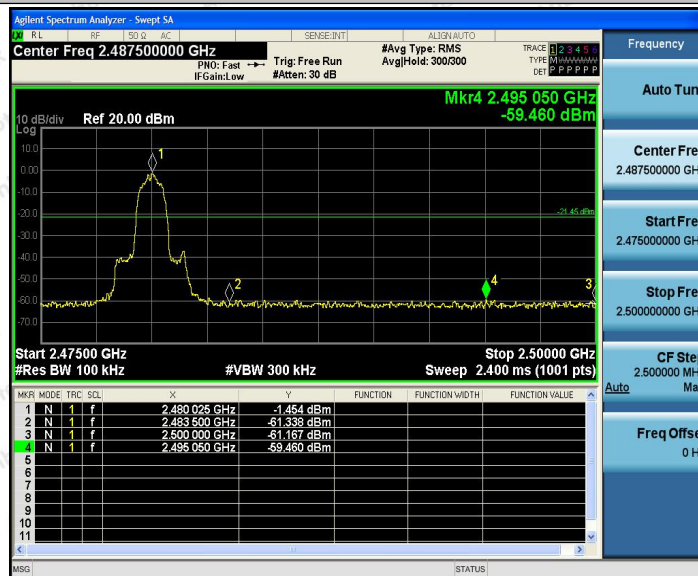 Agilent Spectrum Analyzer - Swept SA
RL RF 50 Ω AC SENSE:INT ALIGNAUTO
Center Freq 2.487500000 GHz
PNO: Fast
IFGain:Low
Trig: Free Run
#Atten: 30 dB
#Avg Type: RMS
Avg|Hold: 300/300
TRACE 1 2 3 4 5 6
TYPE M
DET P P P P P P
Mkr4 2.495 050 GHz
-59.460 dBm
10 dB/div Ref 20.00 dBm
Log
10.0
0.00
-10.0
-20.0
-30.0
-40.0
-50.0
-60.0
-70.0
1
2
4
3
-21.45 dBm
Start 2.47500 GHz
Stop 2.50000 GHz
#Res BW 100 kHz
#VBW 300 kHz
Sweep 2.400 ms (1001 pts)
MKR MODE TRC SCL X Y FUNCTION FUNCTION WIDTH FUNCTION VALUE
1 N 1 f 2.480 025 GHz -1.454 dBm
2 N 1 f 2.483 500 GHz -61.338 dBm
3 N 1 f 2.500 000 GHz -61.167 dBm
4 N 1 f 2.495 050 GHz -59.460 dBm
5
6
7
8
9
10
11
MSG
STATUS
Frequency
Auto Tun
Center Fre
2.487500000 GH
Start Fre
2.475000000 GH
Stop Fre
2.500000000 GH
CF Ste
2.500000 MH
Auto Ma
Freq Offse
0 H